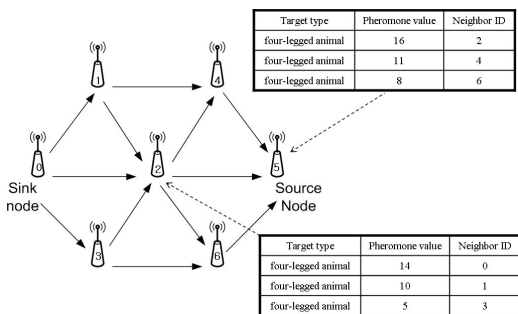 Target type Pheromone value Neighbor ID
four-legged animal 16 2
four-legged animal 11 4
four-legged animal 8 6
1
4
0
2
5
Sink
node
Source
Node
3
6
Target type Pheromone value Neighbor ID
four-legged animal 14 0
four-legged animal 10 1
four-legged animal 5 3